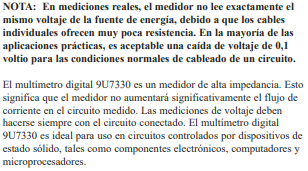 NOTA: En mediciones reales, el medidor no lee exactamente el
mismo voltaje de la fuente de energía, debido a que los cables
individuales ofrecen muy poca resistencia. En la mayoría de las
aplicaciones prácticas, es aceptable una caída de voltaje de 0,1
voltio para las condiciones normales de cableado de un circuito.
El multímetro digital 9U7330 es un medidor de alta impedancia. Esto
significa que el medidor no aumentará significativamente el flujo de
corriente en el circuito medido. Las mediciones de voltaje deben
hacerse siempre con el circuito conectado. El multímetro digital
9U7330 es ideal para uso en circuitos controlados por dispositivos de
estado sólido, tales como componentes electrónicos, computadores y
microprocesadores.